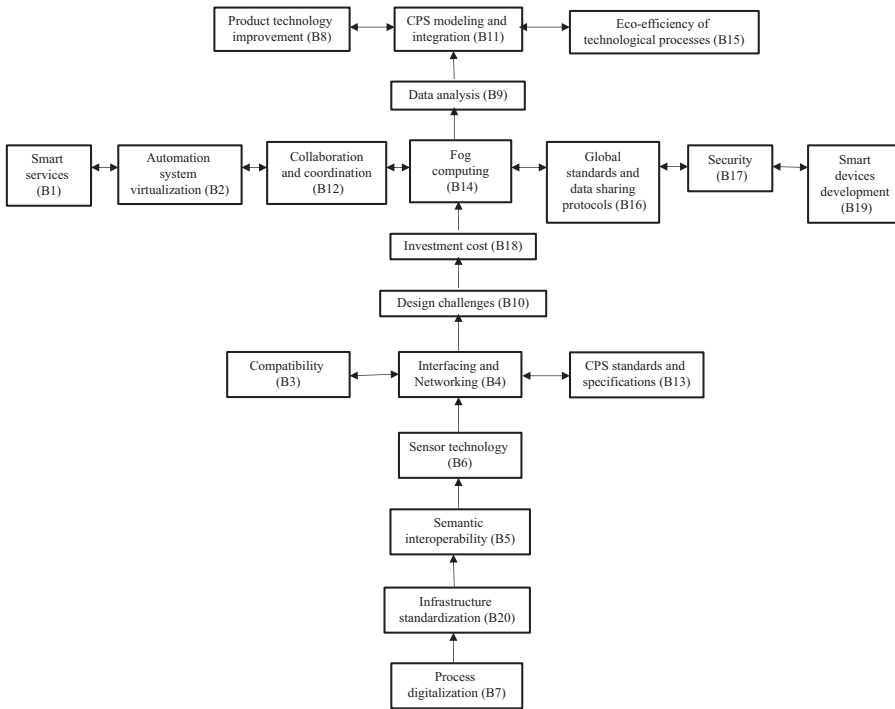 Product technology
improvement (B8)
CPS modeling and
integration (B11)
Eco-efficiency of
technological processes (B15)
Data analysis (B9)
Smart
services
(B1)
Automation
system
virtualization (B2)
Collaboration
and coordination
(B12)
Fog
computing
(B14)
Global
standards and
data sharing
protocols (B16)
Security
(B17)
Smart
devices
development
(B19)
Investment cost (B18)
Design challenges (B10)
Compatibility
(B3)
Interfacing and
Networking (B4)
CPS standards and
specifications (B13)
Sensor technology
(B6)
Semantic
interoperability (B5)
Infrastructure
standardization (B20)
Process
digitalization (B7)